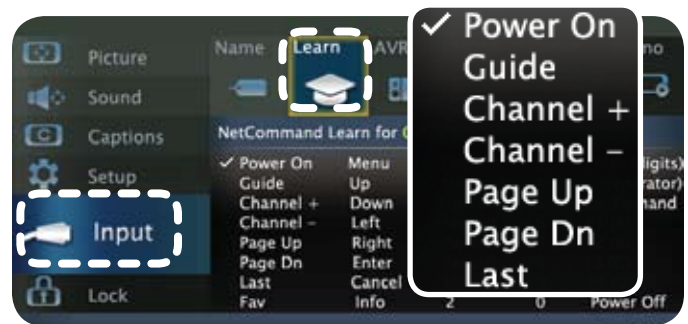 Picture
Sound
Captions
Setup
Input
Lock
Name Learn AVR no
NetCommand Learn for
✓ Power On Menu
Guide Up
Channel + Down
Channel – Left
Page Up Right
Page Dn Enter
Last Cancel
Fav Info 2 0 Power Off
✓ Power On
Guide
Channel +
Channel –
Page Up
Page Dn
Last